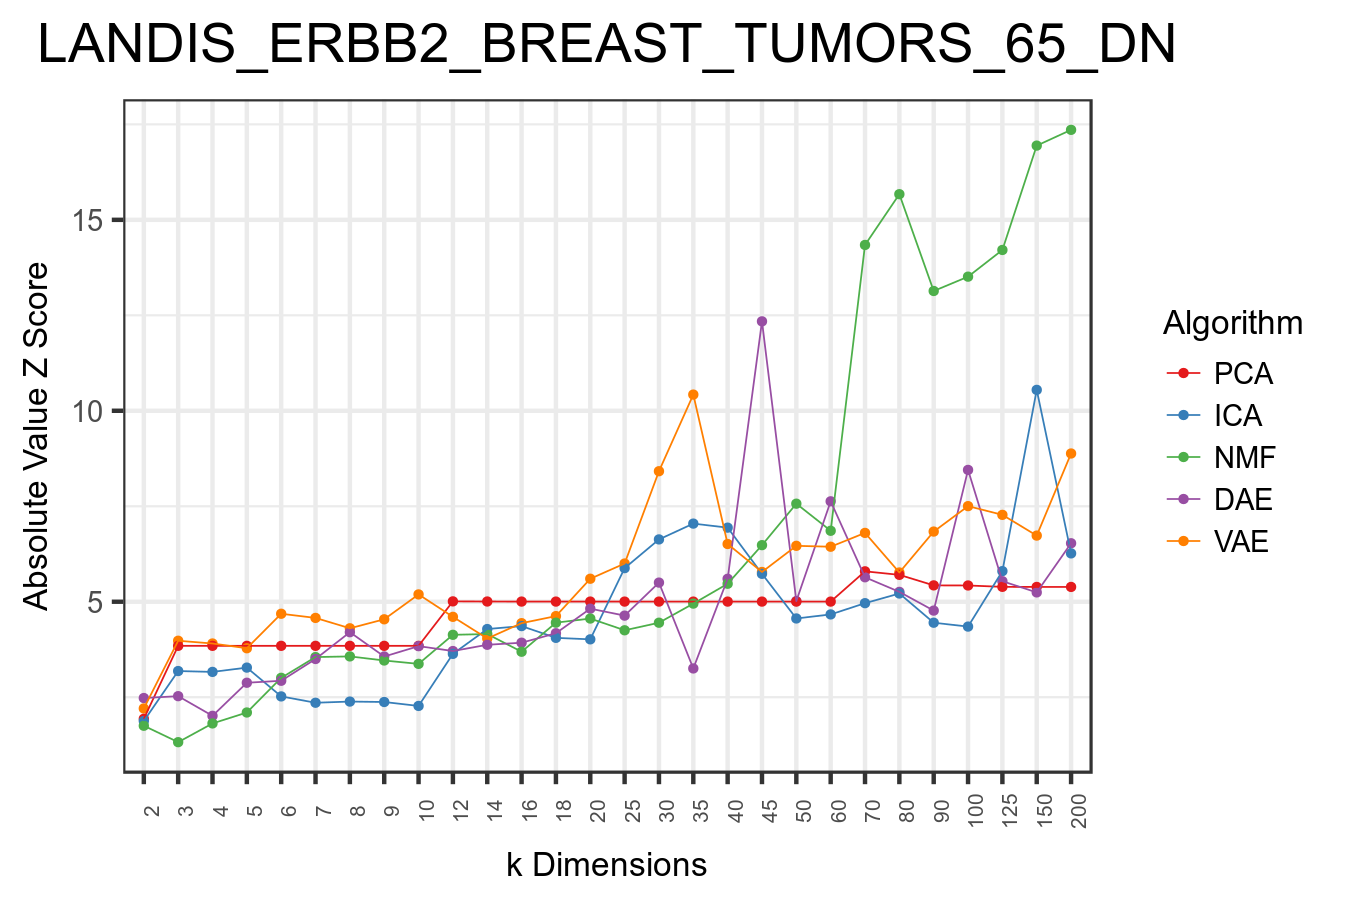 LANDIS_ERBB2_BREAST_TUMORS_65_DN
Absolute Value Z Score
15
10
5
2 3 4 5 6 7 8 9 10 12 14 16 18 20 25 30 35 40 45 50 60 70 80 90 100 125 150 200
k Dimensions
Algorithm
PCA
ICA
NMF
DAE
VAE